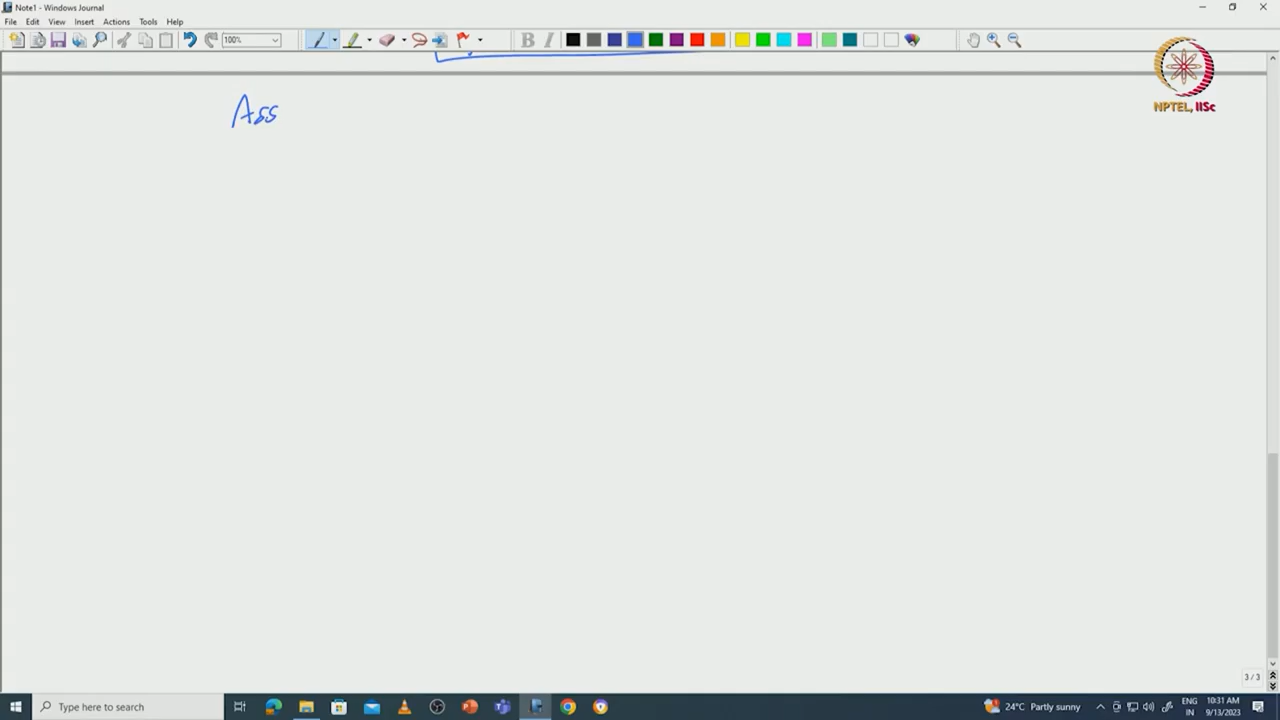 Note1 - Windows Journal
File Edit View Insert Actions Tools Help
100%
B I
NPTEL, IISc
Ass
3 / 3
Type here to search
24°C Partly sunny
ENG
IN
10:31 AM
9/13/2023